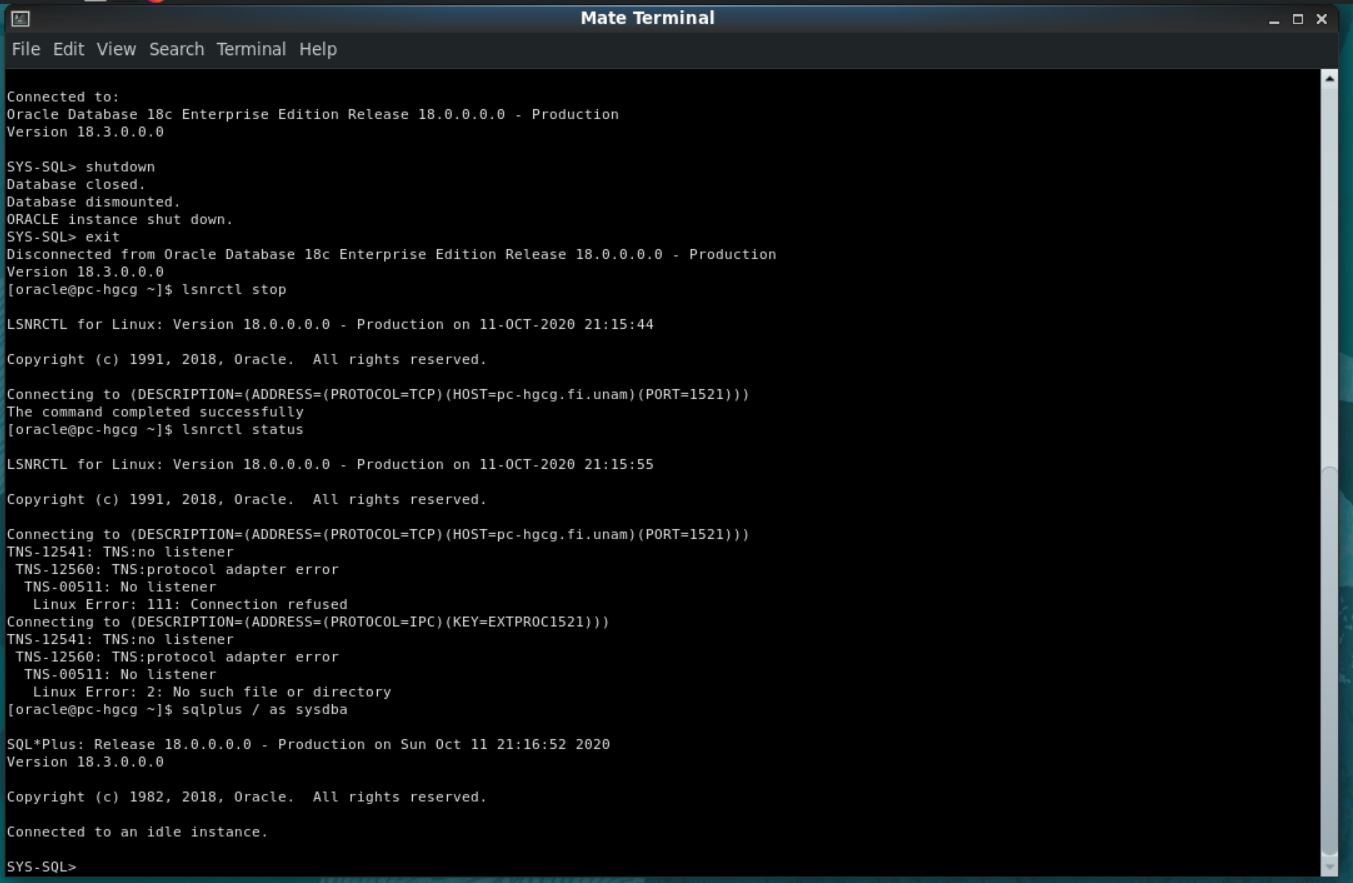 Mate Terminal
File Edit View Search Terminal Help
Connected to:
Oracle Database 18c Enterprise Edition Release 18.0.0.0.0 - Production
Version 18.3.0.0.0
SYS-SQL> shutdown
Database closed.
Database dismounted.
ORACLE instance shut down.
SYS-SQL> exit
Disconnected from Oracle Database 18c Enterprise Edition Release 18.0.0.0.0 - Production
Version 18.3.0.0.0
[oracle@pc-hgcg ~]$ lsnrctl stop
LSNRCTL for Linux: Version 18.0.0.0.0 - Production on 11-OCT-2020 21:15:44
Copyright (c) 1991, 2018, Oracle.  All rights reserved.
Connecting to (DESCRIPTION=(ADDRESS=(PROTOCOL=TCP)(HOST=pc-hgcg.fi.unam)(PORT=1521)))
The command completed successfully
[oracle@pc-hgcg ~]$ lsnrctl status
LSNRCTL for Linux: Version 18.0.0.0.0 - Production on 11-OCT-2020 21:15:55
Copyright (c) 1991, 2018, Oracle.  All rights reserved.
Connecting to (DESCRIPTION=(ADDRESS=(PROTOCOL=TCP)(HOST=pc-hgcg.fi.unam)(PORT=1521)))
TNS-12541: TNS:no listener
 TNS-12560: TNS:protocol adapter error
  TNS-00511: No listener
   Linux Error: 111: Connection refused
Connecting to (DESCRIPTION=(ADDRESS=(PROTOCOL=IPC)(KEY=EXTPROC1521)))
TNS-12541: TNS:no listener
 TNS-12560: TNS:protocol adapter error
  TNS-00511: No listener
   Linux Error: 2: No such file or directory
[oracle@pc-hgcg ~]$ sqlplus / as sysdba
SQL*Plus: Release 18.0.0.0.0 - Production on Sun Oct 11 21:16:52 2020
Version 18.3.0.0.0
Copyright (c) 1982, 2018, Oracle.  All rights reserved.
Connected to an idle instance.
SYS-SQL>